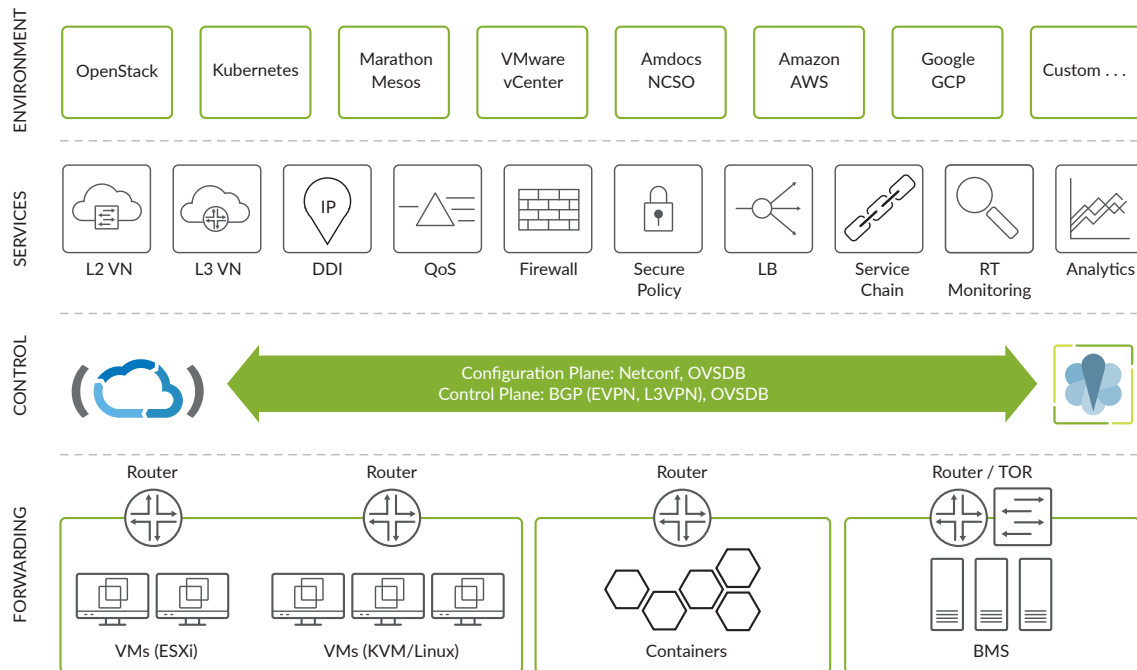 ENVIRONMENT
OpenStack
Kubernetes
Marathon
Mesos
VMware
vCenter
Amdocs
NCSO
Amazon
AWS
Google
GCP
Custom . . .
SERVICES
IP
L2 VN
L3 VN
DDI
QoS
Firewall
Secure
Policy
LB
Service
Chain
RT
Monitoring
Analytics
CONTROL
Configuration Plane: Netconf, OVSDB
Control Plane: BGP (EVPN, L3VPN), OVSDB
FORWARDING
Router
Router
Router
Router / TOR
VMs (ESXi)
VMs (KVM/Linux)
Containers
BMS